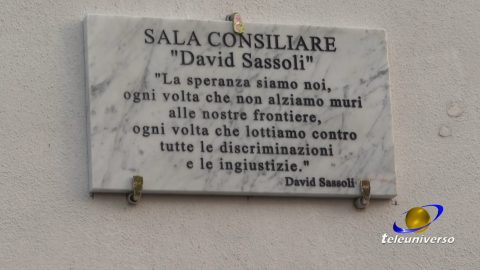 SALA CONSILIARE
"David Sassoli"
"La speranza siamo noi,
ogni volta che non alziamo muri
alle nostre frontiere,
ogni volta che lottiamo contro
tutte le discriminazioni
e le ingiustizie."
David Sassoli
teleuniverso